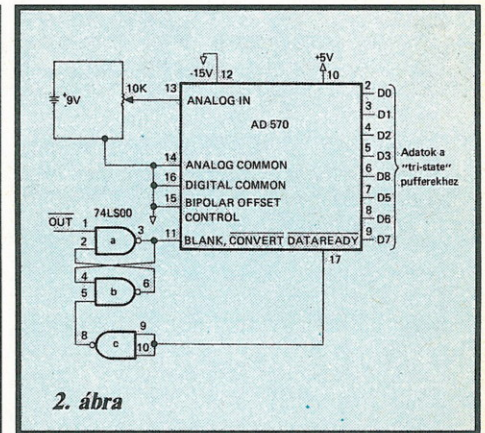 +5V
-15V
12
10
13
10K
+9V
ANALOG IN
AD 570
14
ANALOG COMMON
16
DIGITAL COMMON
15
BIPOLAR OFFSET
CONTROL
11
BLANK, CONVERT DATAREADY
17
2 D0
3 D1
4 D2
5 D3
6 D8
7 D5
8 D6
9 D7
Adatok a
"tri-state"
pufferekhez
OUT 74LS00
1
2
a
3
4
5
b
6
8
c
9
10
2. ábra